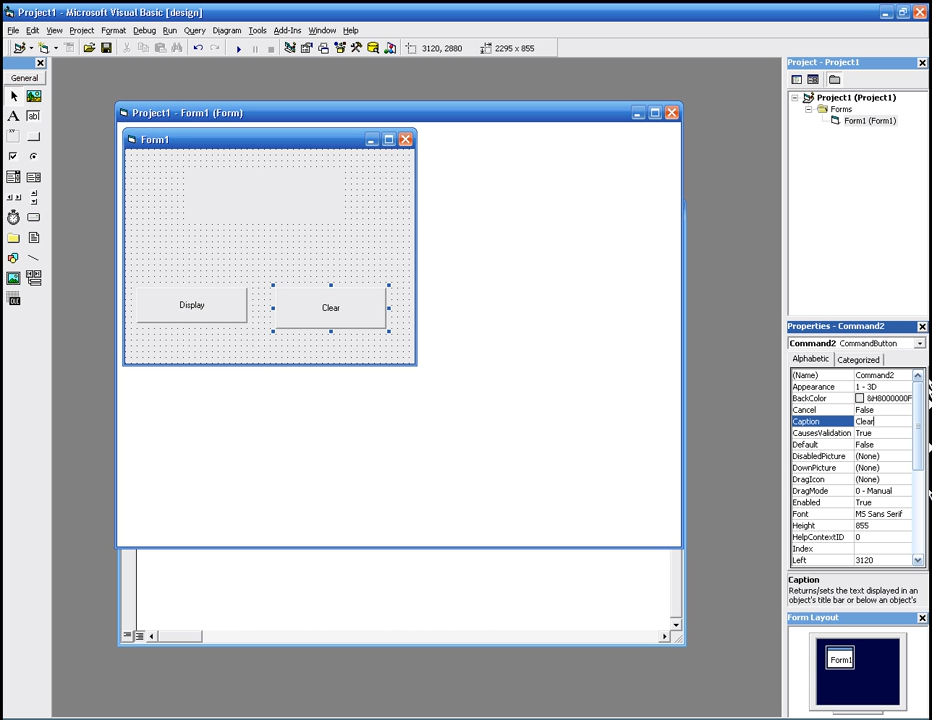 Project1 - Microsoft Visual Basic [design]
File Edit View Project Format Debug Run Query Diagram Tools Add-Ins Window Help
3120, 2880 2295 x 855
General
A ab|
Project1 - Form1 (Form)
Form1
Display
Clear
Project - Project1
Project1 (Project1)
Forms
Form1 (Form1)
Properties - Command2
Command2 CommandButton
Alphabetic Categorized
(Name) Command2
Appearance 1 - 3D
BackColor &H8000000F
Cancel False
Caption Clear
CausesValidation True
Default False
DisabledPicture (None)
DownPicture (None)
DragIcon (None)
DragMode 0 - Manual
Enabled True
Font MS Sans Serif
Height 855
HelpContextID 0
Index
Left 3120
Caption
Returns/sets the text displayed in an
object's title bar or below an object's
Form Layout
Form1